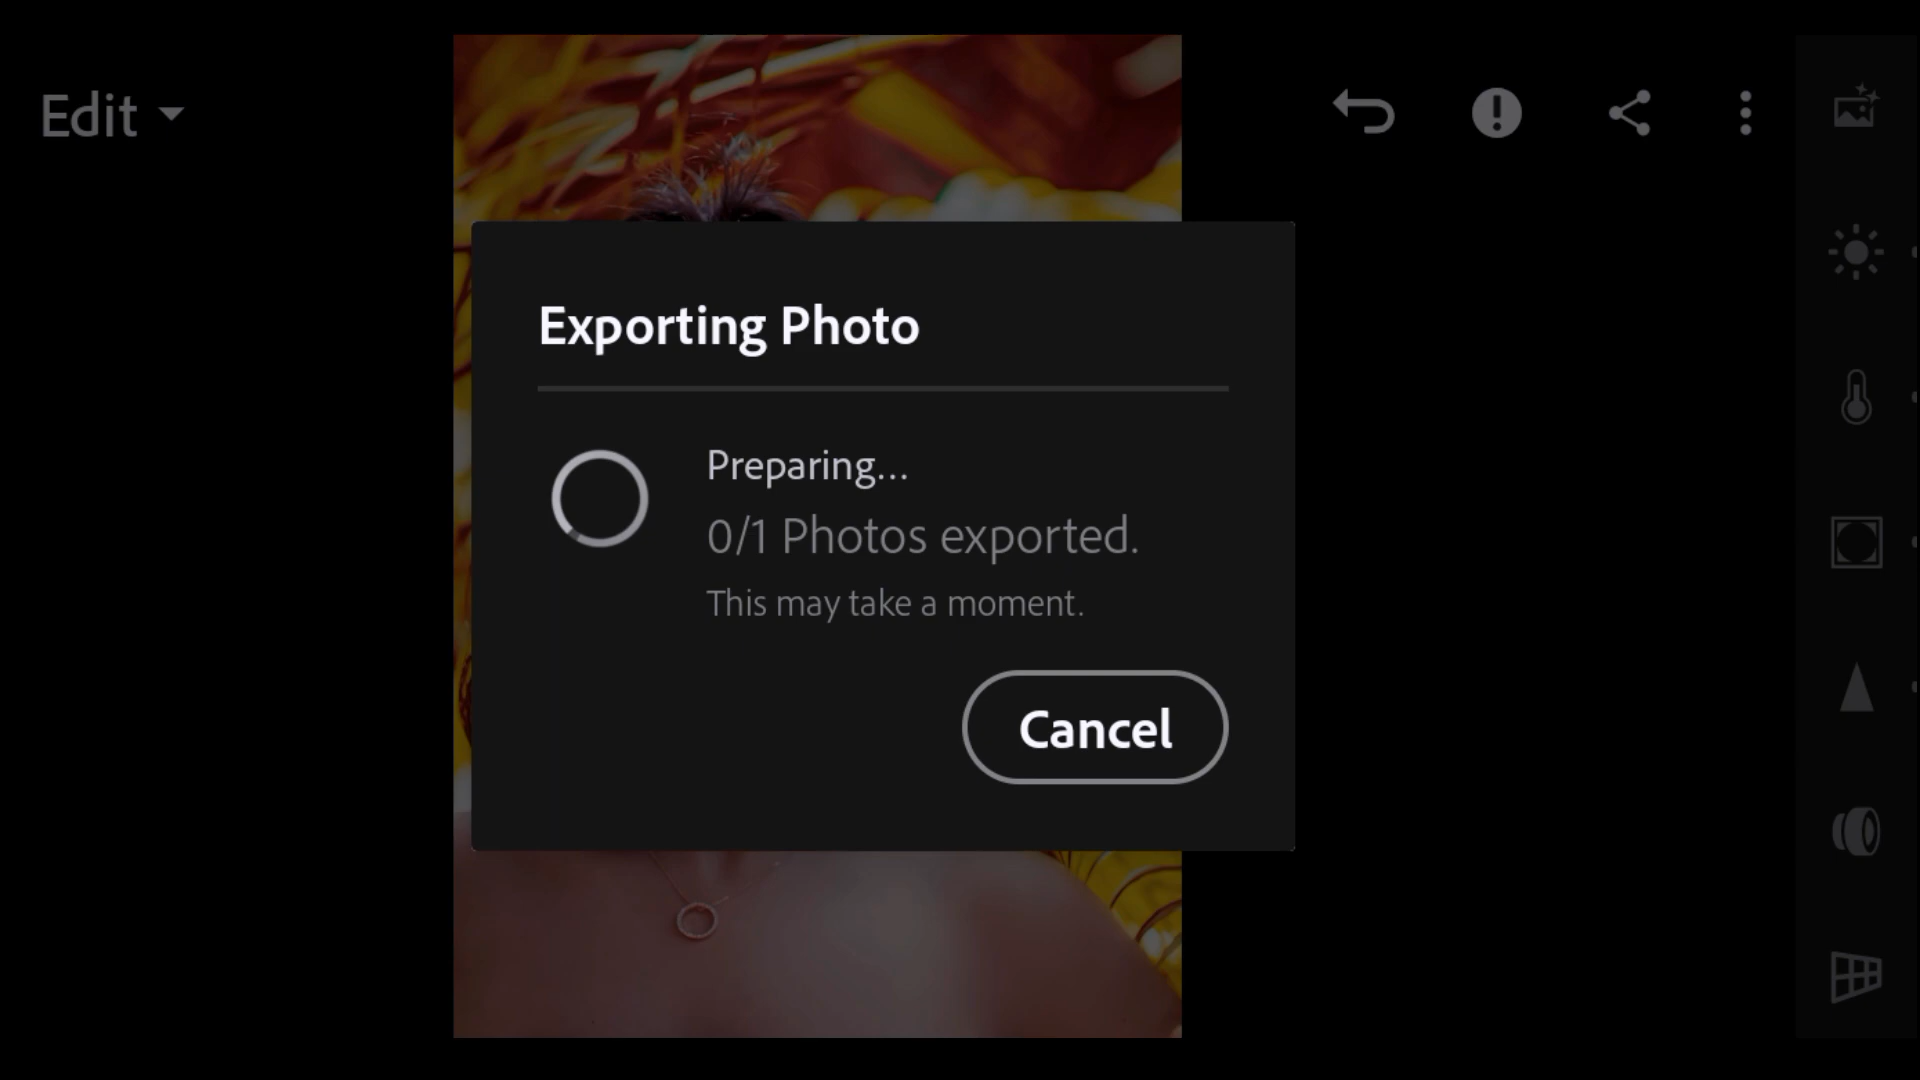 Edit
Exporting Photo
Preparing...
0/1 Photos exported.
This may take a moment.
Cancel